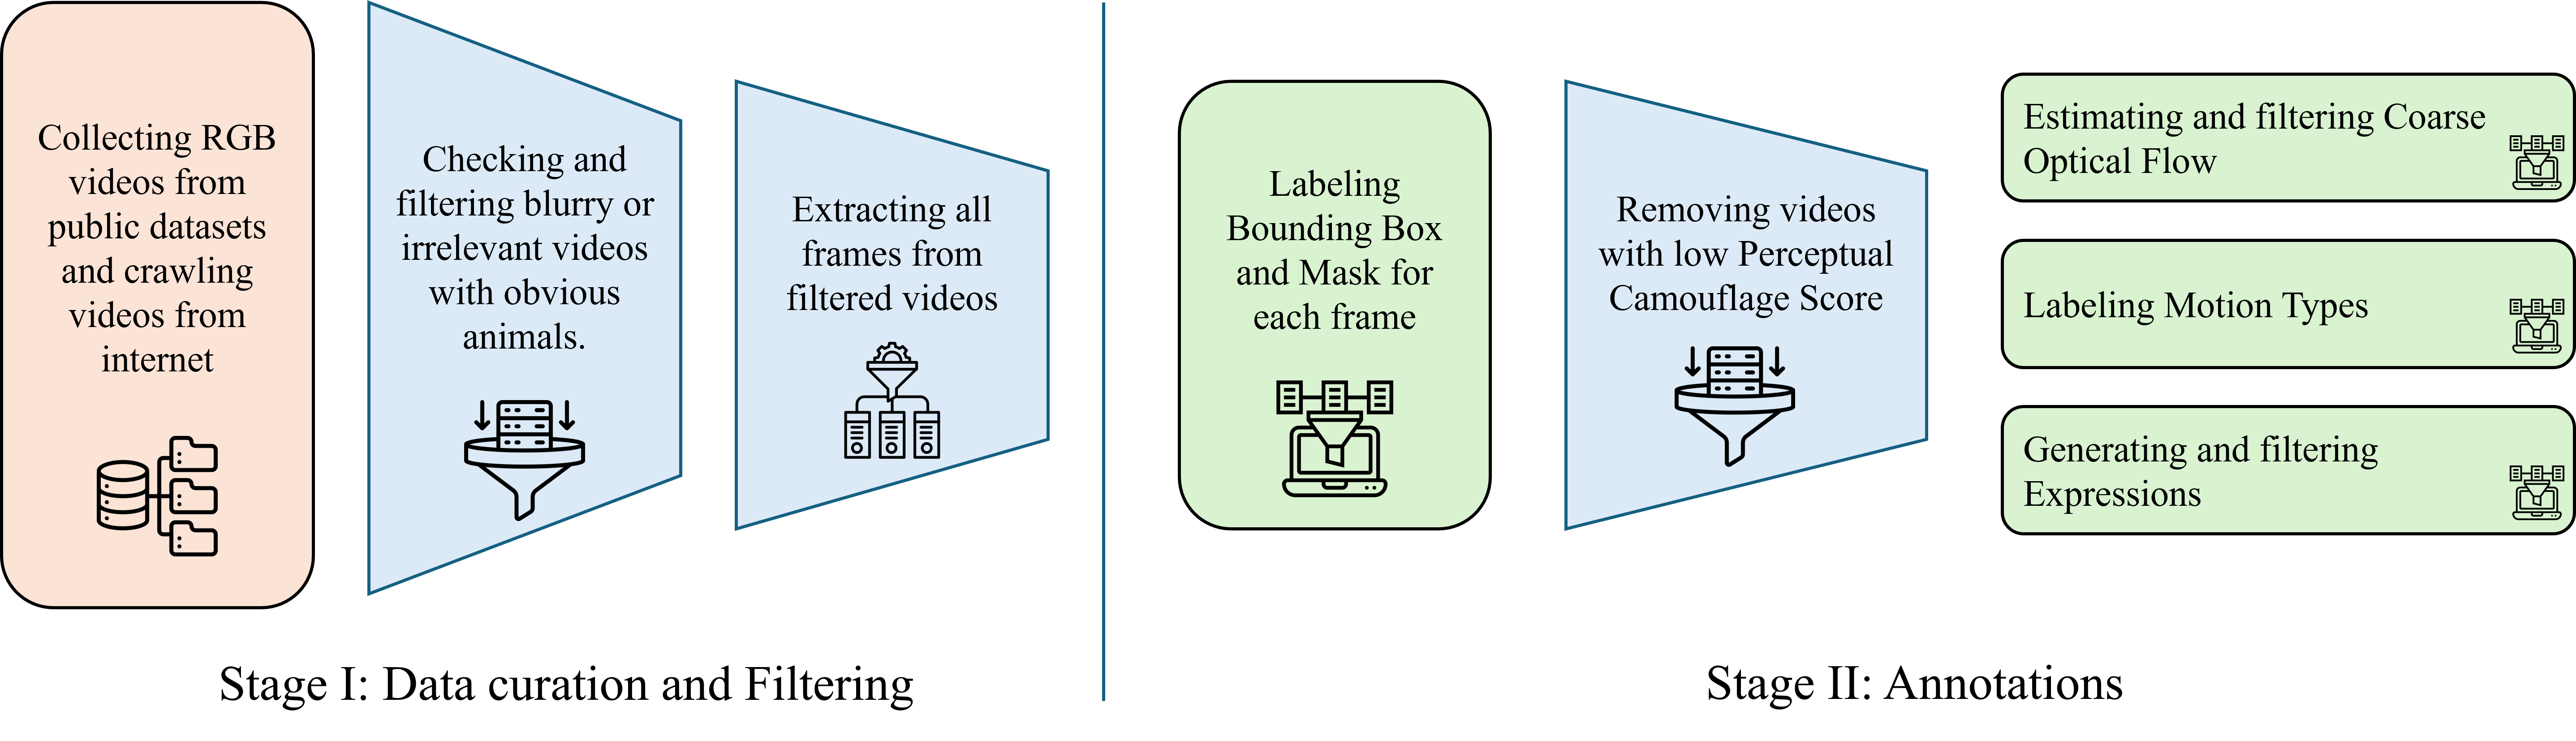 Collecting RGB
videos from
public datasets
and crawling
videos from
internet
Checking and
filtering blurry or
irrelevant videos
with obvious
animals.
Extracting all
frames from
filtered videos
Stage I: Data curation and Filtering
Labeling
Bounding Box
and Mask for
each frame
Removing videos
with low Perceptual
Camouflage Score
Estimating and filtering Coarse
Optical Flow
Labeling Motion Types
Generating and filtering
Expressions
Stage II: Annotations